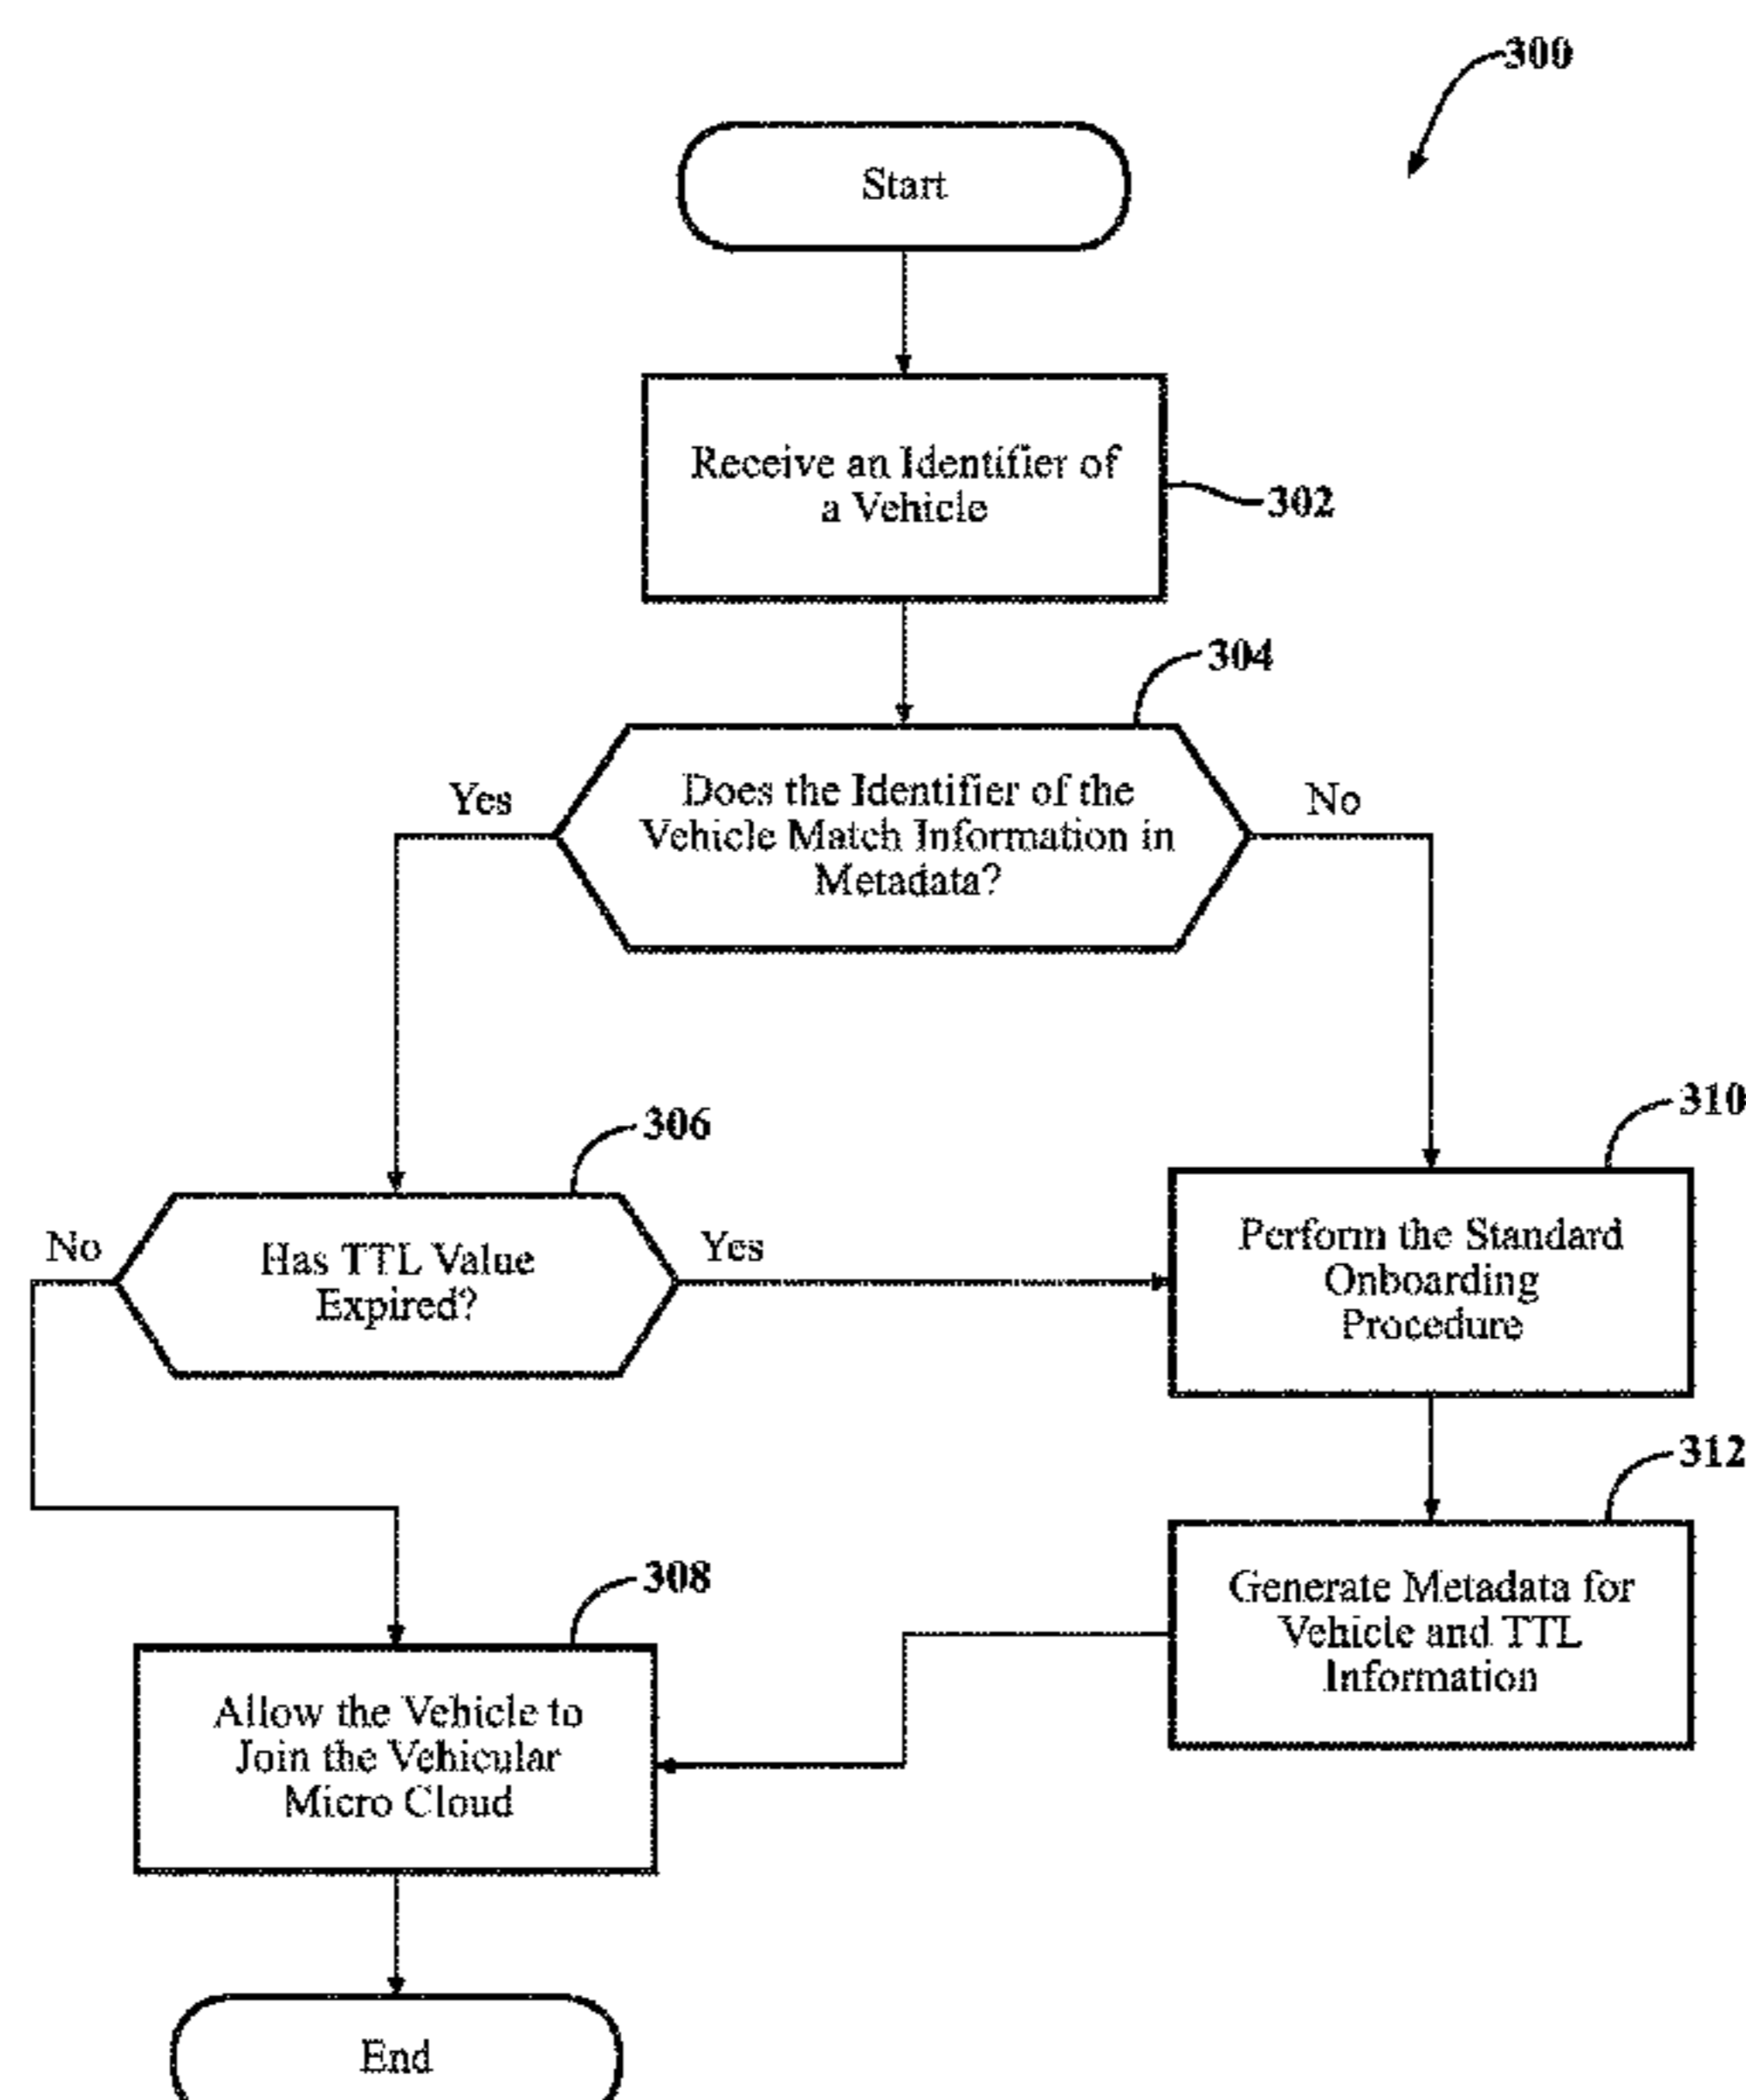 300
Start
Receive an Identifier of
a Vehicle
302
304
Yes
Does the Identifier of the
Vehicle Match Information in
Metadata?
No
306
310
No
Has TTL Value
Expired?
Yes
Perform the Standard
Onboarding
Procedure
312
308
Generate Metadata for
Vehicle and TTL
Information
Allow the Vehicle to
Join the Vehicular
Micro Cloud
End